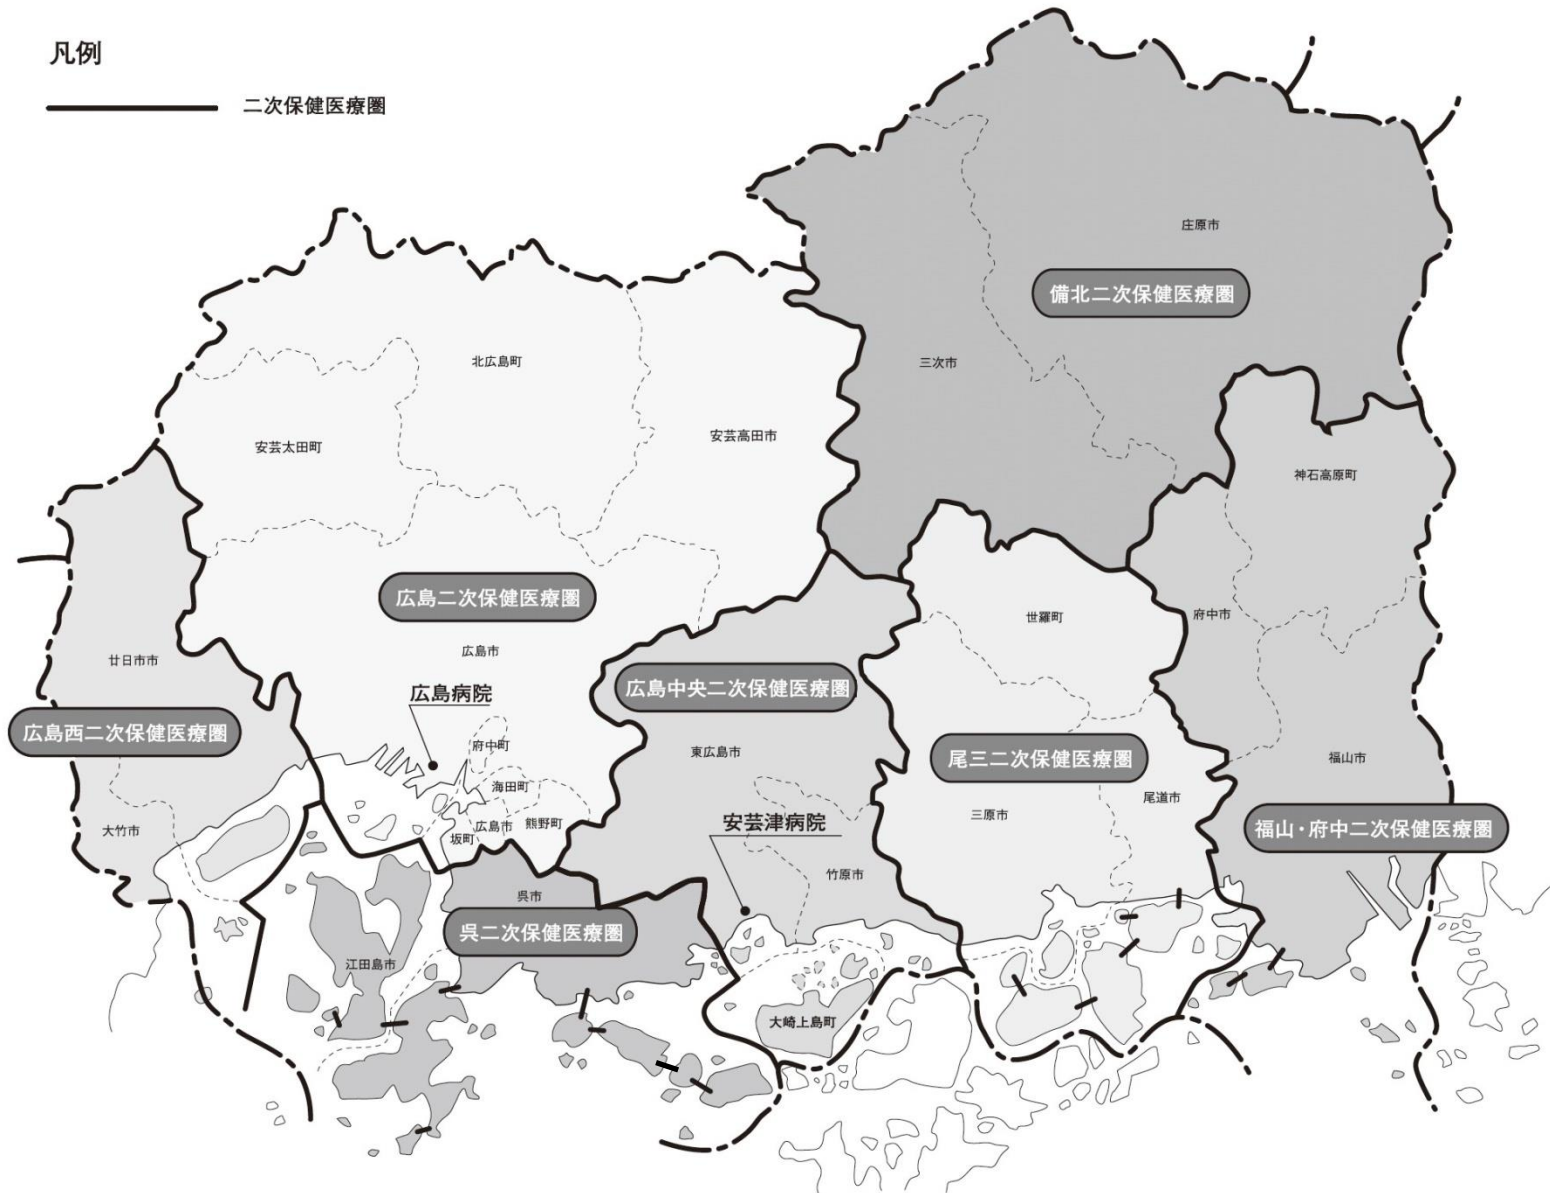 凡例
二次保健医療圏
庄原市
備北二次保健医療圏
三次市
北広島町
安芸高田市
安芸太田町
神石高原町
広島二次保健医療圏
世羅町
府中市
広島市
廿日市市
広島病院
広島中央二次保健医療圏
広島西二次保健医療圏
府中町
東広島市
尾三二次保健医療圏
福山市
海田町
尾道市
大竹市
坂町
広島市
熊野町
安芸津病院
三原市
福山・府中二次保健医療圏
竹原市
呉市
呉二次保健医療圏
江田島市
大崎上島町